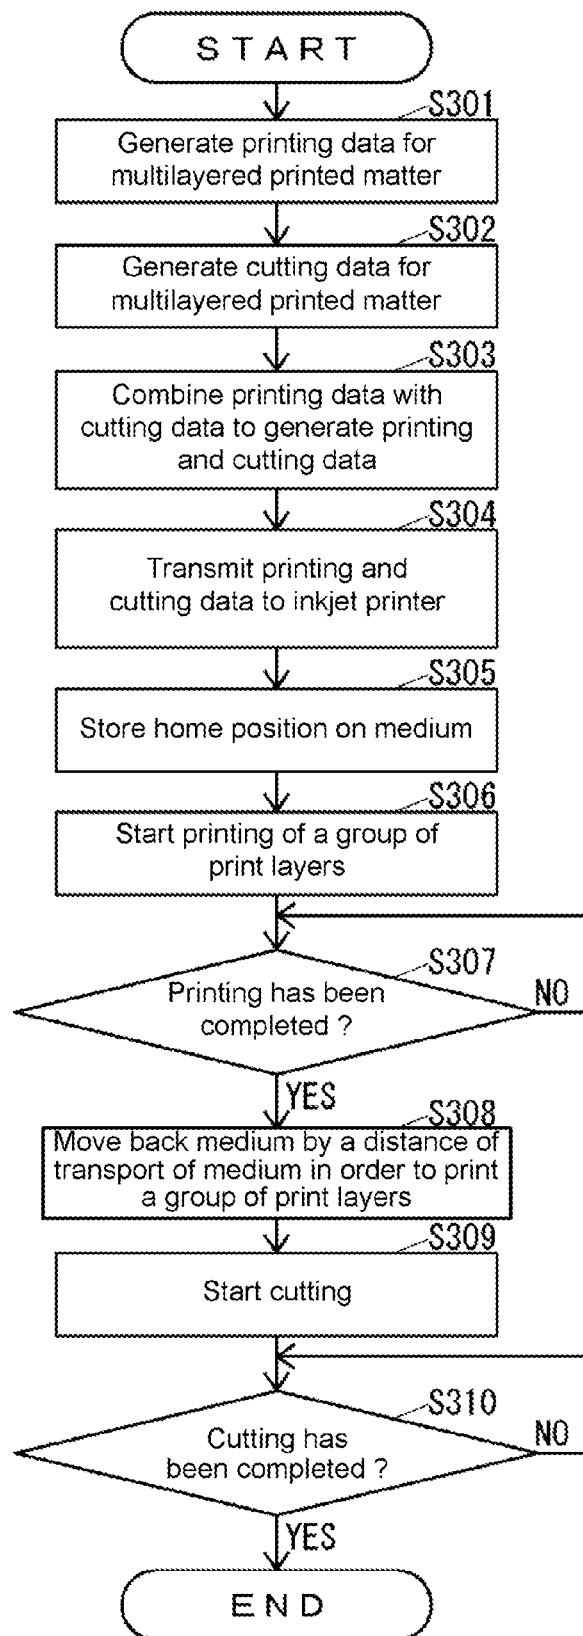 START
S301
Generate printing data for
multilayered printed matter
S302
Generate cutting data for
multilayered printed matter
S303
Combine printing data with
cutting data to generate printing
and cutting data
S304
Transmit printing and
cutting data to inkjet printer
S305
Store home position on medium
S306
Start printing of a group of
print layers
S307
Printing has been
completed ?
NO
YES
S308
Move back medium by a distance of
transport of medium in order to print
a group of print layers
S309
Start cutting
S310
Cutting has
been completed ?
NO
YES
END